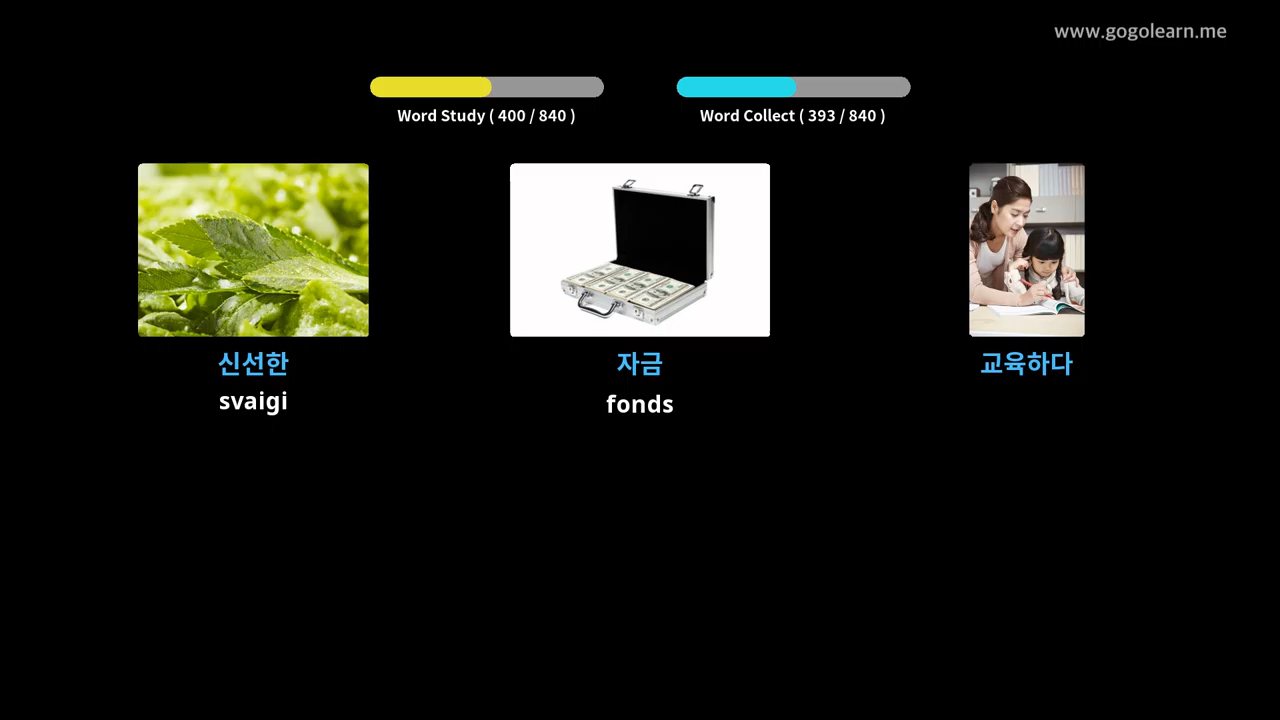 www.gogolearn.me
Word Study ( 400 / 840 )
Word Collect ( 393 / 840 )
신선한
svaigi
자금
fonds
교육하다